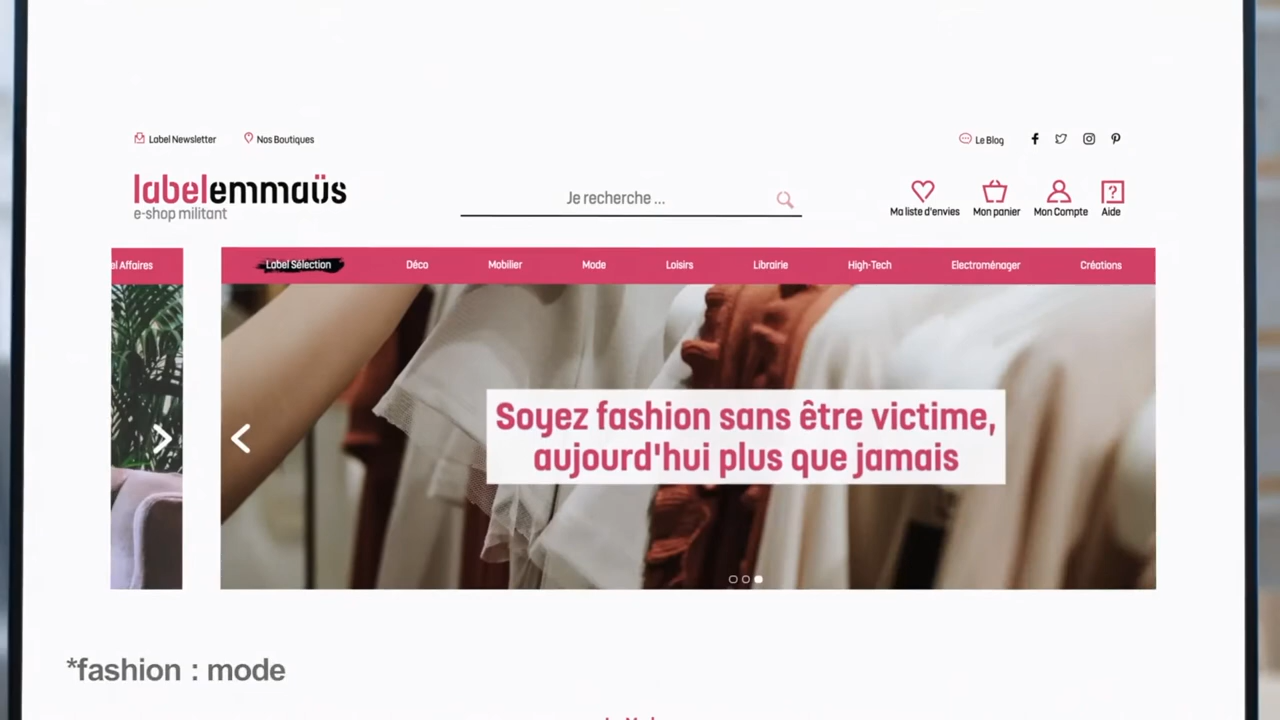 Label Newsletter
Nos Boutiques
Le Blog
labelemmaüs
e-shop militant
Je recherche ...
Ma liste d'envies
Mon panier
Mon Compte
Aide
el Affaires
Label Sélection
Déco
Mobilier
Mode
Loisirs
Librairie
High-Tech
Electroménager
Créations
Soyez fashion sans être victime,
aujourd'hui plus que jamais
*fashion : mode